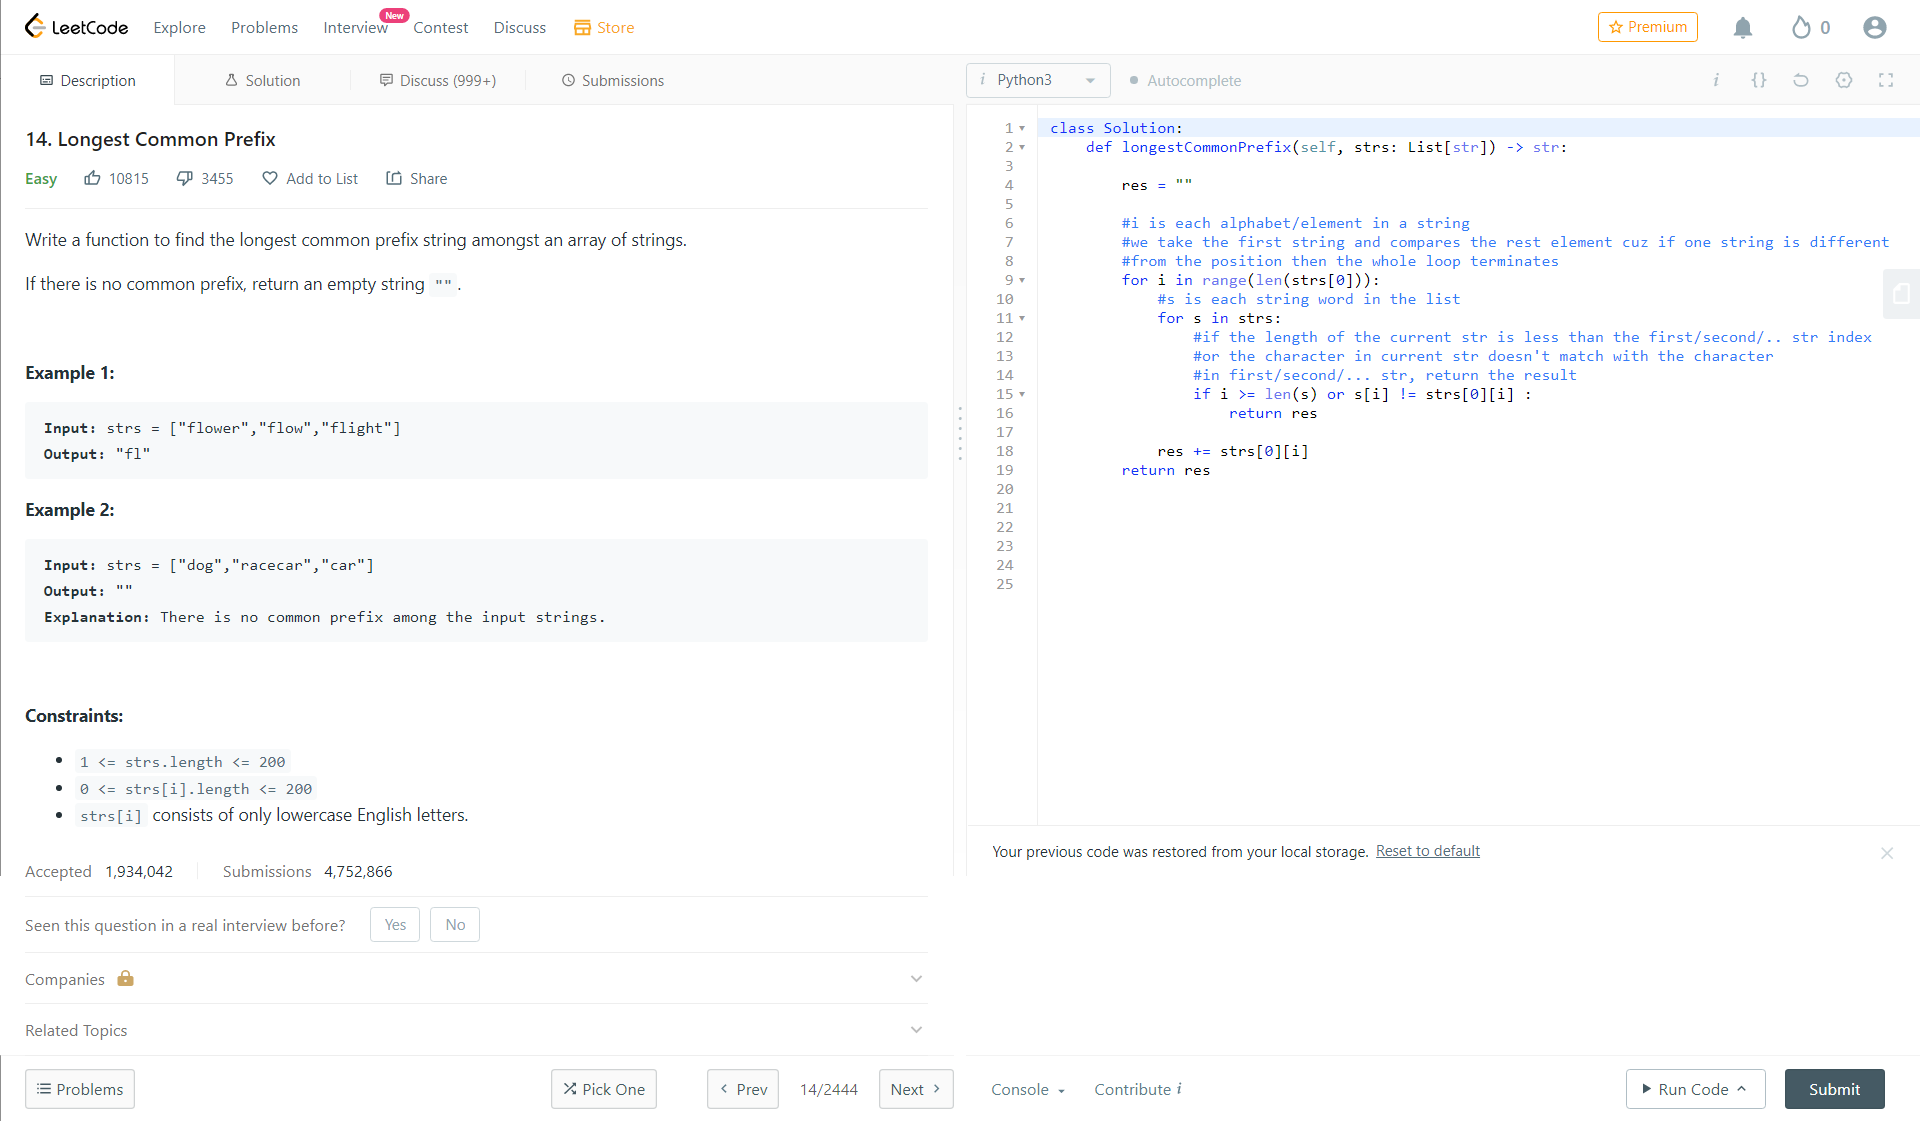 LeetCode Explore Problems Interview New Contest Discuss Store Premium 0
Description Solution Discuss (999+) Submissions
14. Longest Common Prefix
Easy 10815 3455 Add to List Share
Write a function to find the longest common prefix string amongst an array of strings.
If there is no common prefix, return an empty string "".
Example 1:
Input: strs = ["flower","flow","flight"]
Output: "fl"
Example 2:
Input: strs = ["dog","racecar","car"]
Output: ""
Explanation: There is no common prefix among the input strings.
Constraints:
• 1 <= strs.length <= 200
• 0 <= strs[i].length <= 200
• strs[i] consists of only lowercase English letters.
Accepted 1,934,042 Submissions 4,752,866
Seen this question in a real interview before? Yes No
Companies
Related Topics
Problems Pick One Prev 14/2444 Next
i Python3 Autocomplete i {}
1 class Solution:
2     def longestCommonPrefix(self, strs: List[str]) -> str:
3
4         res = ""
5
6         #i is each alphabet/element in a string
7         #we take the first string and compares the rest element cuz if one string is different
8         #from the position then the whole loop terminates
9         for i in range(len(strs[0])):
10             #s is each string word in the list
11             for s in strs:
12                 #if the length of the current str is less than the first/second/.. str index
13                 #or the character in current str doesn't match with the character
14                 #in first/second/... str, return the result
15                 if i >= len(s) or s[i] != strs[0][i] :
16                     return res
17
18             res += strs[0][i]
19         return res
20
21
22
23
24
25
Your previous code was restored from your local storage. Reset to default
Console Contribute i Run Code Submit